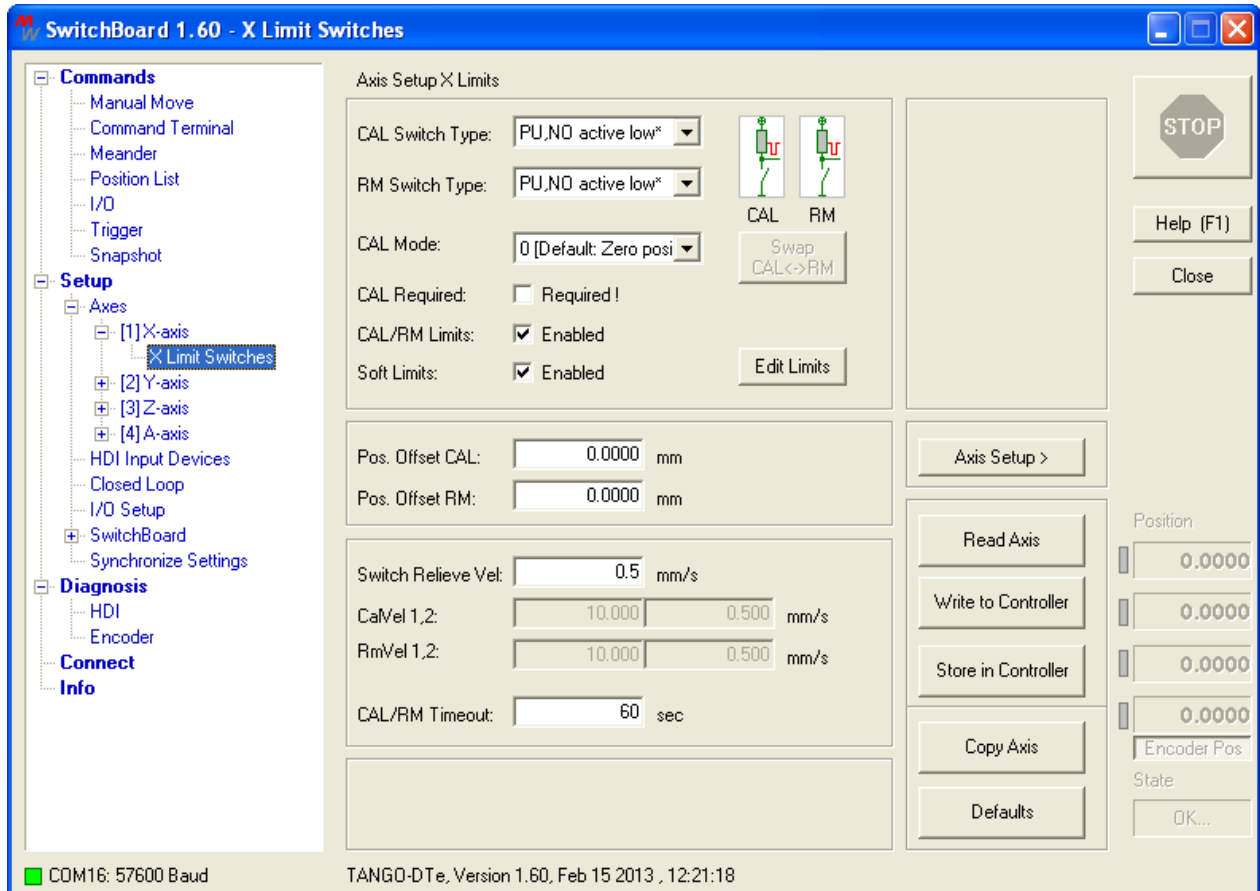 SwitchBoard 1.60 - X Limit Switches
Commands
Manual Move
Command Terminal
Meander
Position List
I/O
Trigger
Snapshot
Setup
Axes
[1] X-axis
X Limit Switches
[2] Y-axis
[3] Z-axis
[4] A-axis
HDI Input Devices
Closed Loop
I/O Setup
SwitchBoard
Synchronize Settings
Diagnosis
HDI
Encoder
Connect
Info
Axis Setup X Limits
CAL Switch Type: PU,NO active low*
RM Switch Type: PU,NO active low*
CAL RM
CAL Mode: 0 [Default: Zero posi
Swap
CAL<->RM
CAL Required: Required !
CAL/RM Limits: Enabled
Soft Limits: Enabled
Edit Limits
Pos. Offset CAL: 0.0000 mm
Pos. Offset RM: 0.0000 mm
Switch Relieve Vel: 0.5 mm/s
CalVel 1,2: 10.000 0.500 mm/s
RmVel 1,2: 10.000 0.500 mm/s
CAL/RM Timeout: 60 sec
Axis Setup >
Read Axis
Write to Controller
Store in Controller
Copy Axis
Defaults
STOP
Help (F1)
Close
Position
0.0000
0.0000
0.0000
0.0000
Encoder Pos
State
OK...
COM16: 57600 Baud
TANGO-DTe, Version 1.60, Feb 15 2013 , 12:21:18